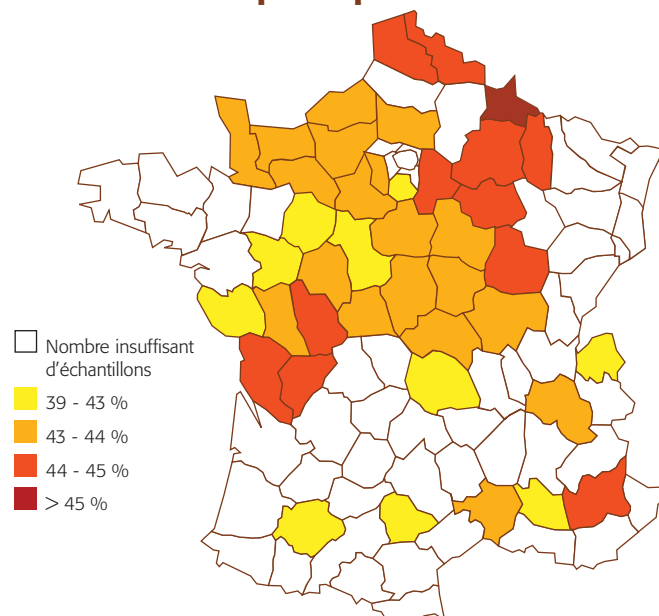 Nombre insuffisant
d'échantillons
39 - 43 %
43 - 44 %
44 - 45 %
> 45 %